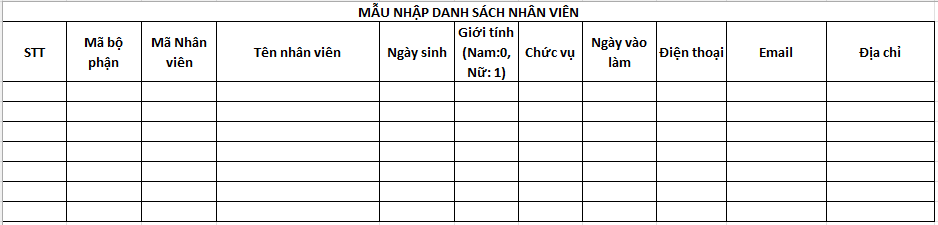 MẪU NHẬP DANH SÁCH NHÂN VIÊN
STT
Mã bộ
phận
Mã Nhân
viên
Tên nhân viên
Ngày sinh
Giới tính
(Nam:0,
Nữ: 1)
Chức vụ
Ngày vào
làm
Điện thoại
Email
Địa chỉ